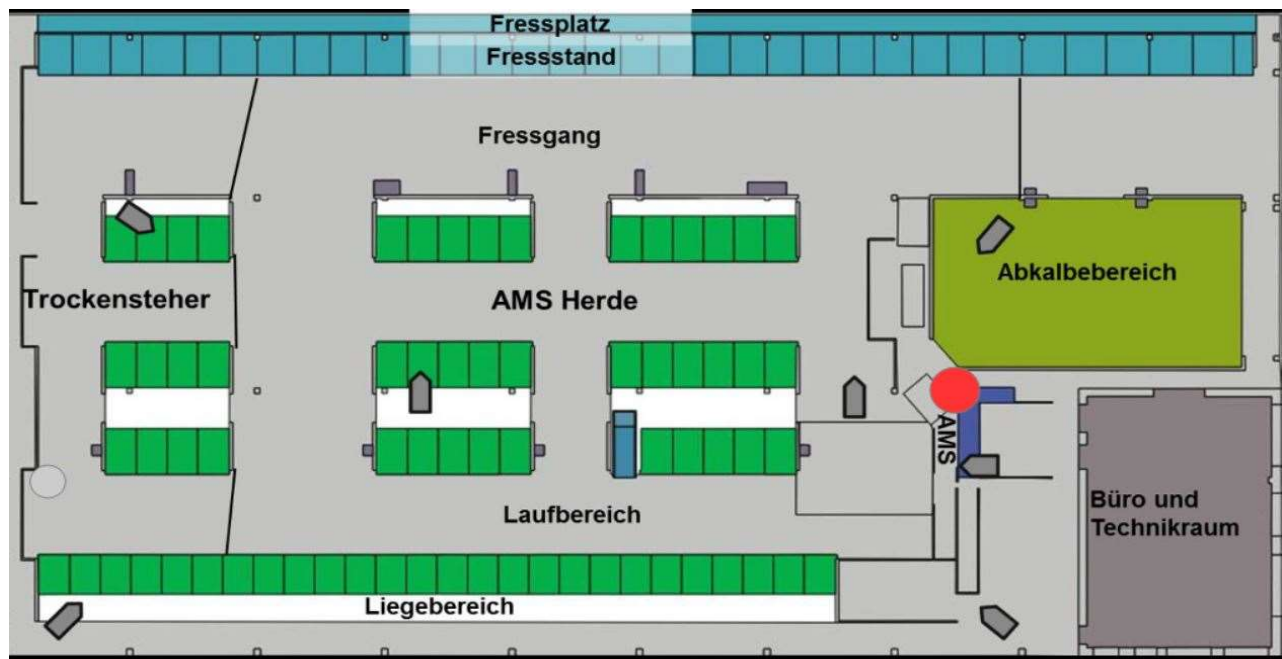 Fressplatz
Fressstand
Fressgang
Abkalbebereich
Trockensteher
AMS Herde
AMS
Büro und
Technikraum
Laufbereich
Liegebereich